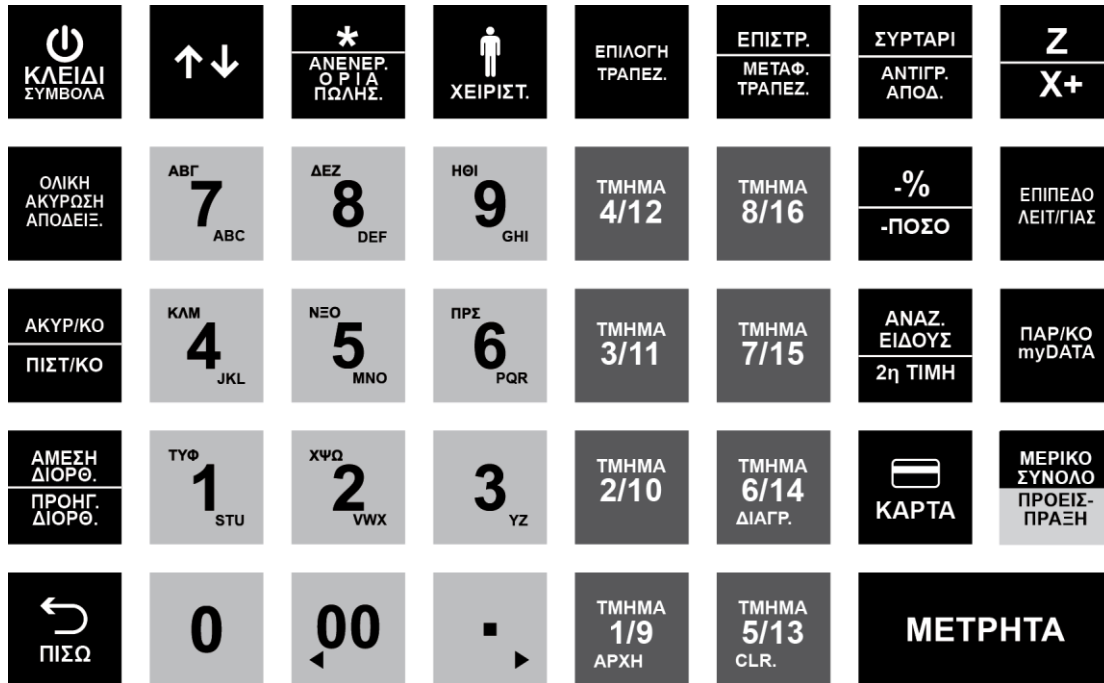 ΚΛΕΙΔΙ
ΣΥΜΒΟΛΑ
↑↓
*
ΑΝΕΝΕΡ.
ΟΡΙΑ
ΠΩΛΗΣ.
ΧΕΙΡΙΣΤ.
ΕΠΙΛΟΓΗ
ΤΡΑΠΕΖ.
ΕΠΙΣΤΡ.
ΜΕΤΑΦ.
ΤΡΑΠΕΖ.
ΣΥΡΤΑΡΙ
ΑΝΤΙΓΡ.
ΑΠΟΔ.
Z
X+
ΟΛΙΚΗ
ΑΚΥΡΩΣΗ
ΑΠΟΔΕΙΞ.
ΑΒΓ
7
ABC
ΔΕΖ
8
DEF
ΗΘΙ
9
GHI
ΤΜΗΜΑ
4/12
ΤΜΗΜΑ
8/16
-%
-ΠΟΣΟ
ΕΠΙΠΕΔΟ
ΛΕΙΤ/ΓΙΑΣ
ΑΚΥΡ/ΚΟ
ΠΙΣΤ/ΚΟ
ΚΛΜ
4
JKL
ΝΞΟ
5
MNO
ΠΡΣ
6
PQR
ΤΜΗΜΑ
3/11
ΤΜΗΜΑ
7/15
ΑΝΑΖ.
ΕΙΔΟΥΣ
2η ΤΙΜΗ
ΠΑΡ/ΚΟ
myDATA
ΑΜΕΣΗ
ΔΙΟΡΘ.
ΠΡΟΗΓ.
ΔΙΟΡΘ.
ΤΥΦ
1
STU
ΧΨΩ
2
VWX
3
YZ
ΤΜΗΜΑ
2/10
ΤΜΗΜΑ
6/14
ΔΙΑΓΡ.
ΚΑΡΤΑ
ΜΕΡΙΚΟ
ΣΥΝΟΛΟ
ΠΡΟΕΙΣ-
ΠΡΑΞΗ
ΠΙΣΩ
0
00
◀
.
▶
ΤΜΗΜΑ
1/9
ΑΡΧΗ
ΤΜΗΜΑ
5/13
CLR.
ΜΕΤΡΗΤΑ